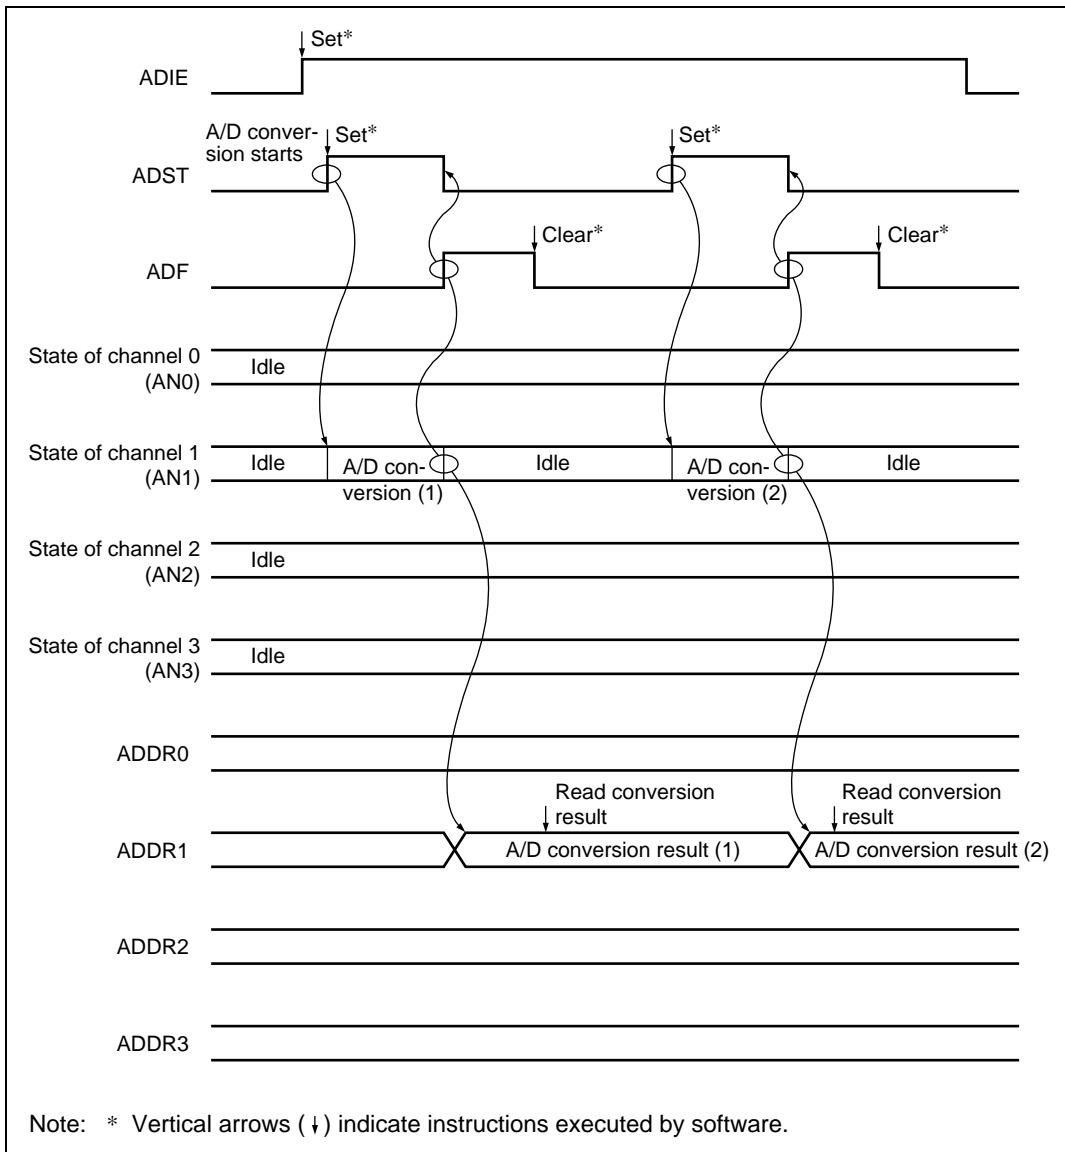 Set*
ADIE
A/D conver-
sion starts
Set*
Set*
ADST
Clear*
Clear*
ADF
State of channel 0
(AN0)
Idle
State of channel 1
(AN1)
Idle
A/D con-
version (1)
Idle
A/D con-
version (2)
Idle
State of channel 2
(AN2)
Idle
State of channel 3
(AN3)
Idle
ADDR0
Read conversion
result
Read conversion
result
ADDR1
A/D conversion result (1)
A/D conversion result (2)
ADDR2
ADDR3
Note: * Vertical arrows (↓) indicate instructions executed by software.